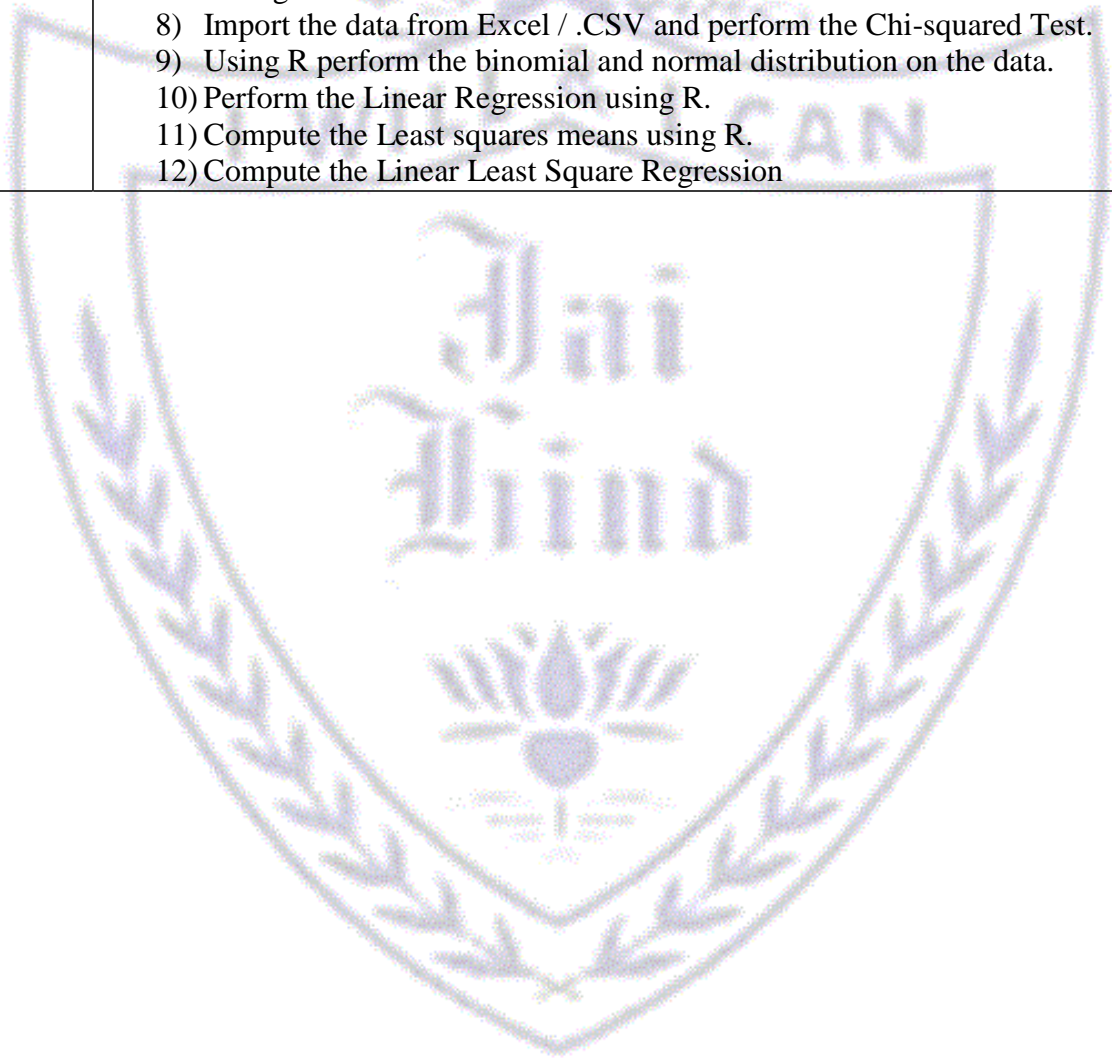 8) Import the data from Excel / .CSV and perform the Chi-squared Test.
9) Using R perform the binomial and normal distribution on the data.
10) Perform the Linear Regression using R.
11) Compute the Least squares means using R.
12) Compute the Linear Least Square Regression
I WILL & I CAN
Jai
Hind